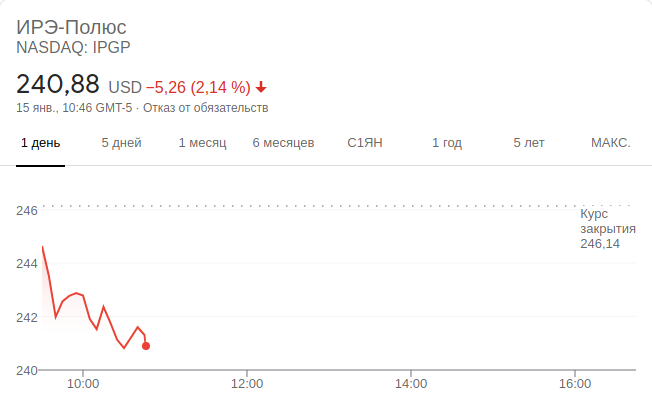 ИРЭ-Полюс
NASDAQ: IPGP
240,88 USD −5,26 (2,14 %)
15 янв., 10:46 GMT-5 · Отказ от обязательств
1 день 5 дней 1 месяц 6 месяцев С1ЯН 1 год 5 лет МАКС.
246
Курс
закрытия
246,14
244
242
240
10:00 12:00 14:00 16:00